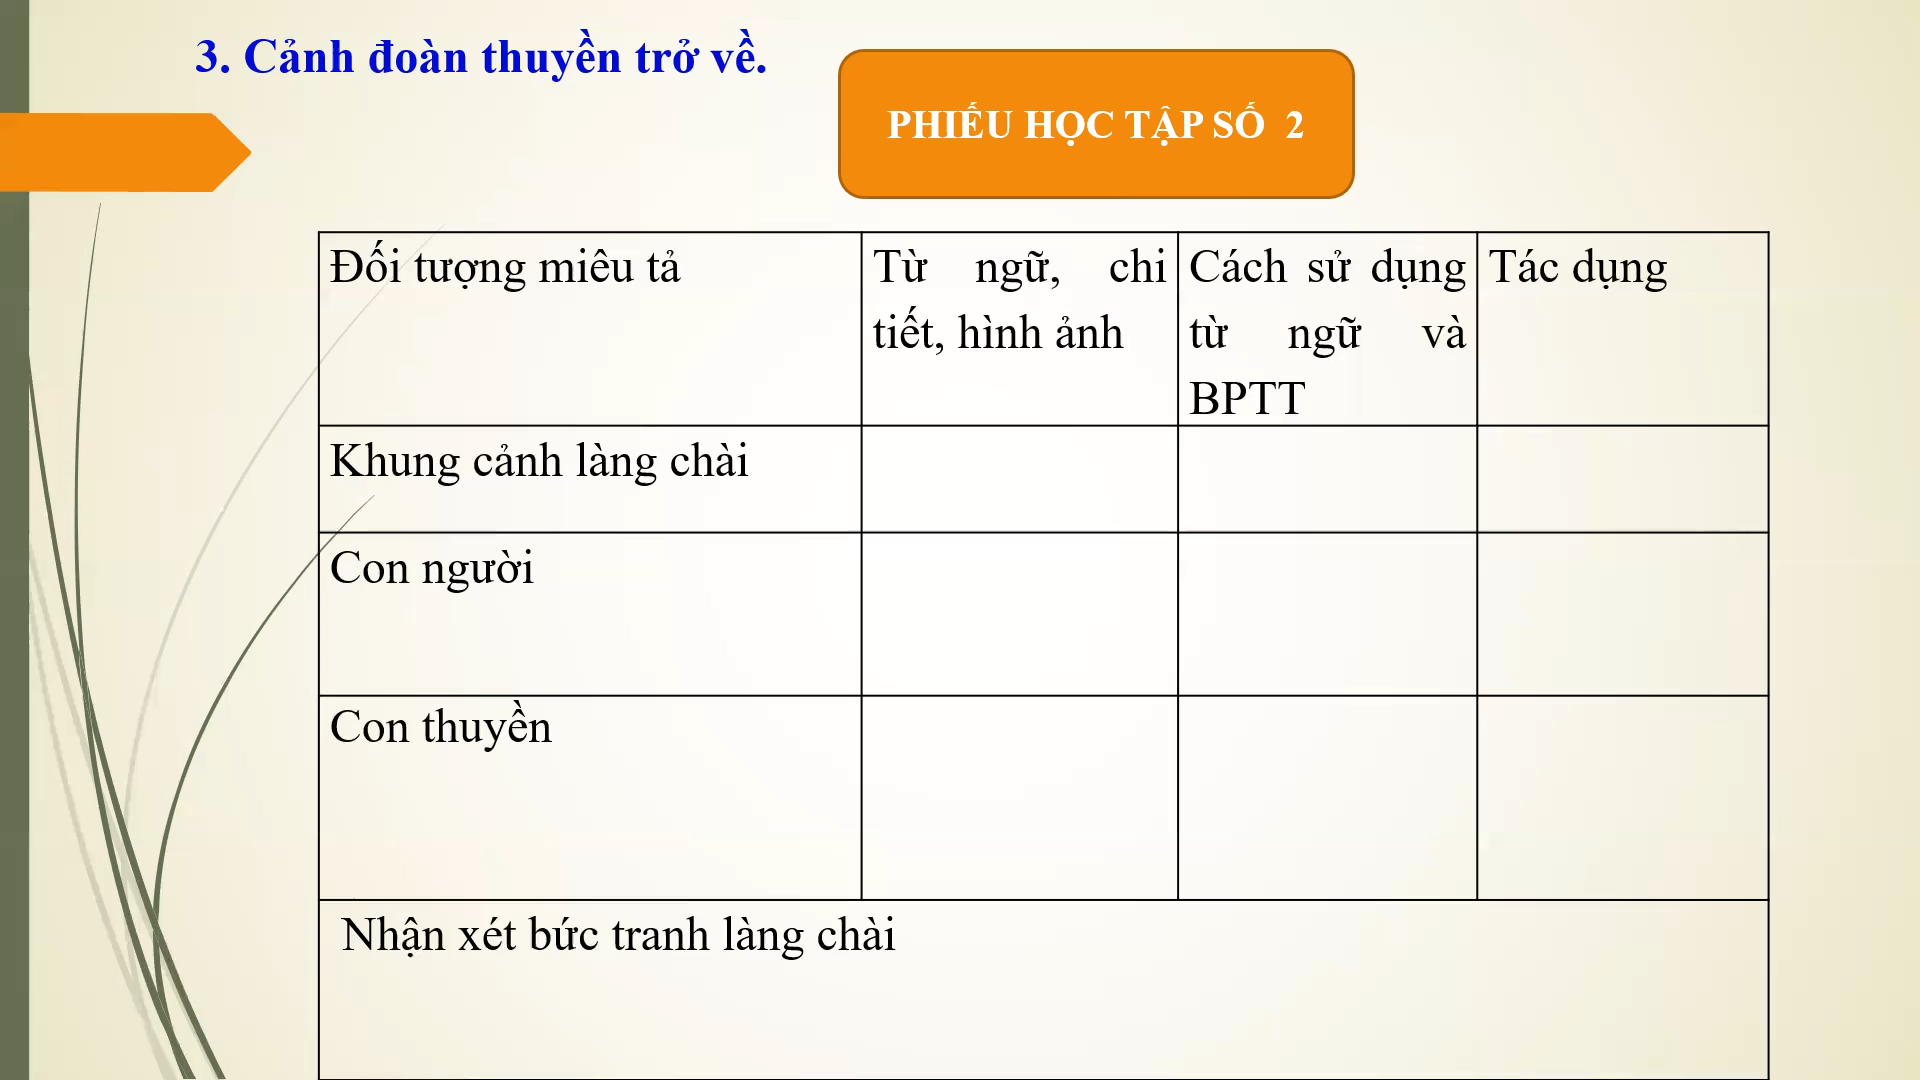 3. Cảnh đoàn thuyền trở về.
PHIẾU HỌC TẬP SỐ 2
Đối tượng miêu tả
Từ ngữ, chi
tiết, hình ảnh
Cách sử dụng
từ ngữ và
BPTT
Tác dụng
Khung cảnh làng chài
Con người
Con thuyền
Nhận xét bức tranh làng chài